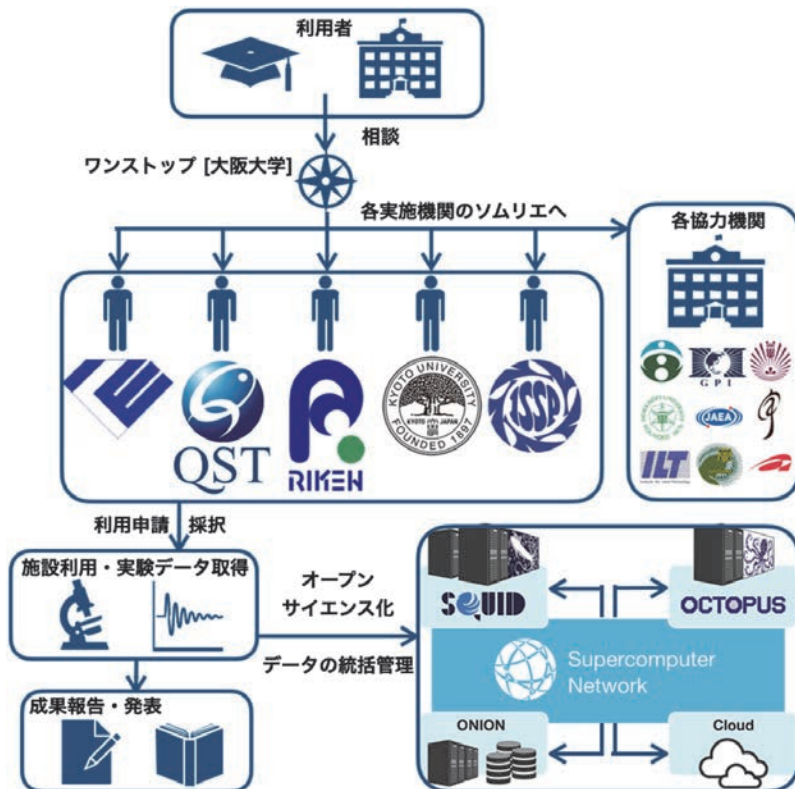 利用者
相談
ワンストップ [大阪大学]
各実施機関のソムリエへ
各協力機関
QST
RIKEN
KYOTO UNIVERSITY
KYOTO JAPAN
FOUNDED 1897
ISSP
GPI
JAEA
ILT
利用申請
採択
施設利用・実験データ取得
オープン
サイエンス化
データの統括管理
SQUID
OCTOPUS
Supercomputer
Network
成果報告・発表
ONION
Cloud